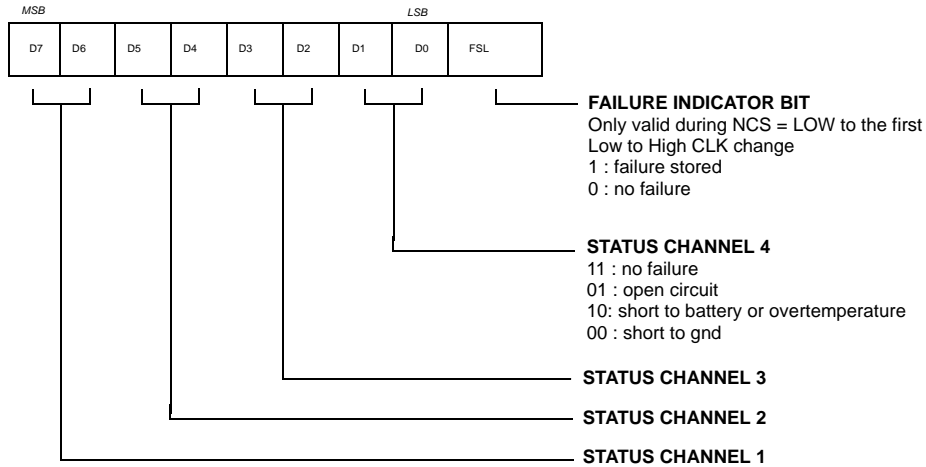 MSB LSB
D7 D6 D5 D4 D3 D2 D1 D0 FSL
FAILURE INDICATOR BIT
Only valid during NCS = LOW to the first
Low to High CLK change
1 : failure stored
0 : no failure
STATUS CHANNEL 4
11 : no failure
01 : open circuit
10: short to battery or overtemperature
00 : short to gnd
STATUS CHANNEL 3
STATUS CHANNEL 2
STATUS CHANNEL 1